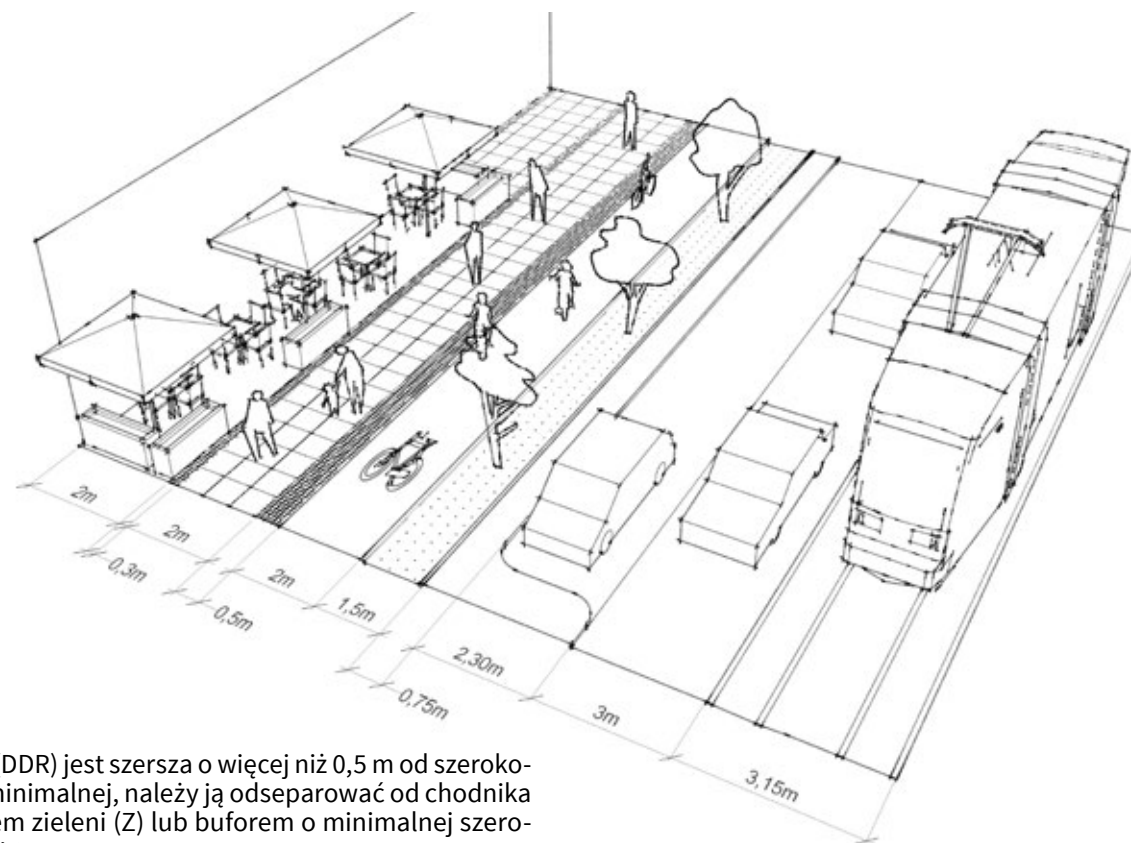 2m
2m
0,3m
2m
0,5m
1,5m
2,30m
0,75m
3m
3,15m
(DDR) jest szersza o więcej niż 0,5 m od szeroko-
minimalnej, należy ją odseparować od chodnika
em zieleni (Z) lub buforem o minimalnej szero-